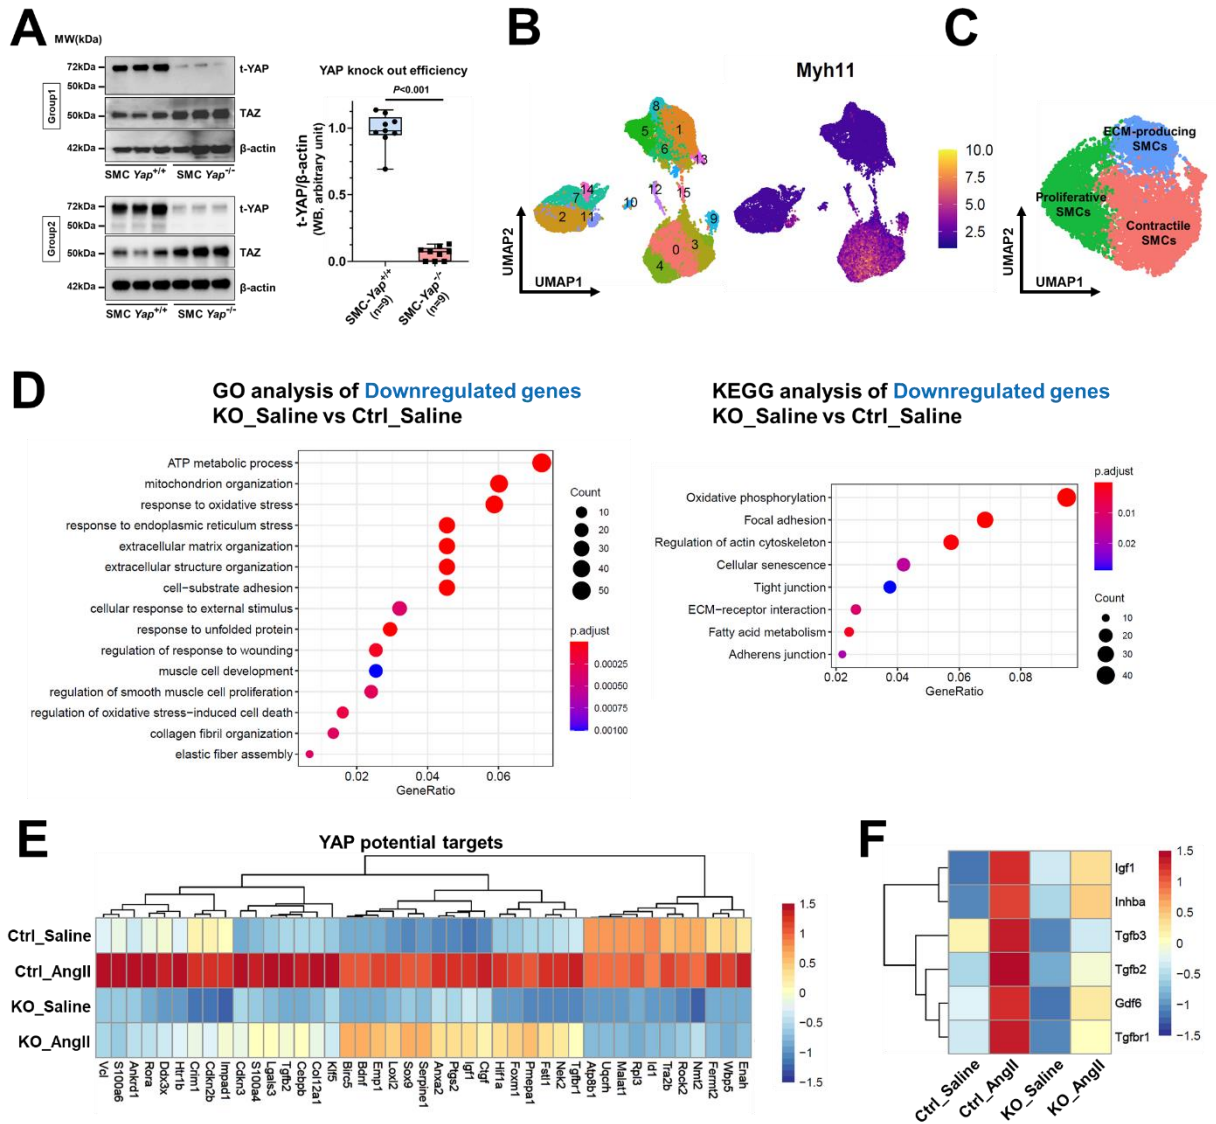 A
MW(kDa)
Group1
72kDa
50kDa
t-YAP
50kDa
TAZ
42kDa
β-actin
SMC Yap+/+ SMC Yap-/-
Group2
72kDa
50kDa
t-YAP
50kDa
TAZ
42kDa
β-actin
SMC Yap+/+ SMC Yap-/-
YAP knock out efficiency
P<0.001
t-YAP/β-actin
(WB, arbitrary unit)
1.0
0.5
0.0
SMC-Yap+/+
(n=9)
SMC-Yap-/-
(n=9)
B
Myh11
8
5
1
6
13
14
7
12
15
10
2
11
9
0
3
4
UMAP2
UMAP1
10.0
7.5
5.0
2.5
C
ECM-producing
SMCs
Proliferative
SMCs
Contractile
SMCs
UMAP2
UMAP1
D
GO analysis of Downregulated genes
KO_Saline vs Ctrl_Saline
ATP metabolic process
mitochondrion organization
response to oxidative stress
response to endoplasmic reticulum stress
extracellular matrix organization
extracellular structure organization
cell−substrate adhesion
cellular response to external stimulus
response to unfolded protein
regulation of response to wounding
muscle cell development
regulation of smooth muscle cell proliferation
regulation of oxidative stress-induced cell death
collagen fibril organization
elastic fiber assembly
0.02 0.04 0.06
GeneRatio
Count
10
20
30
40
50
p.adjust
0.00025
0.00050
0.00075
0.00100
KEGG analysis of Downregulated genes
KO_Saline vs Ctrl_Saline
Oxidative phosphorylation
Focal adhesion
Regulation of actin cytoskeleton
Cellular senescence
Tight junction
ECM−receptor interaction
Fatty acid metabolism
Adherens junction
0.02 0.04 0.06 0.08
GeneRatio
p.adjust
0.01
0.02
Count
10
20
30
40
E
YAP potential targets
Ctrl_Saline
Ctrl_AngII
KO_Saline
KO_AngII
Vcl
S100a6
Ankrd1
Rora
Ddx3x
Htr1b
Crim1
Cdkn2b
Impad1
Cdkn3
S100a4
Lgals3
Tgfb2
Cebpb
Col12a1
Klf5
Birc5
Bdnf
Emp1
Loxl2
Sox9
Serpine1
Anxa2
Ptgs2
Igf1
Ctgf
Hif1a
Foxm1
Pmepa1
Fstl1
Nek2
Tgfbr1
Atp8b1
Uqcrh
Malat1
Rpl3
Id1
Tra2b
Rock2
Nmt2
Fermt2
Wbp5
Enah
1.5
1
0.5
0
−0.5
−1
−1.5
F
Igf1
Inhba
Tgfb3
Tgfb2
Gdf6
Tgfbr1
Ctrl_Saline
Ctrl_AngII
KO_Saline
KO_AngII
1.5
1
0.5
0
−0.5
−1
−1.5